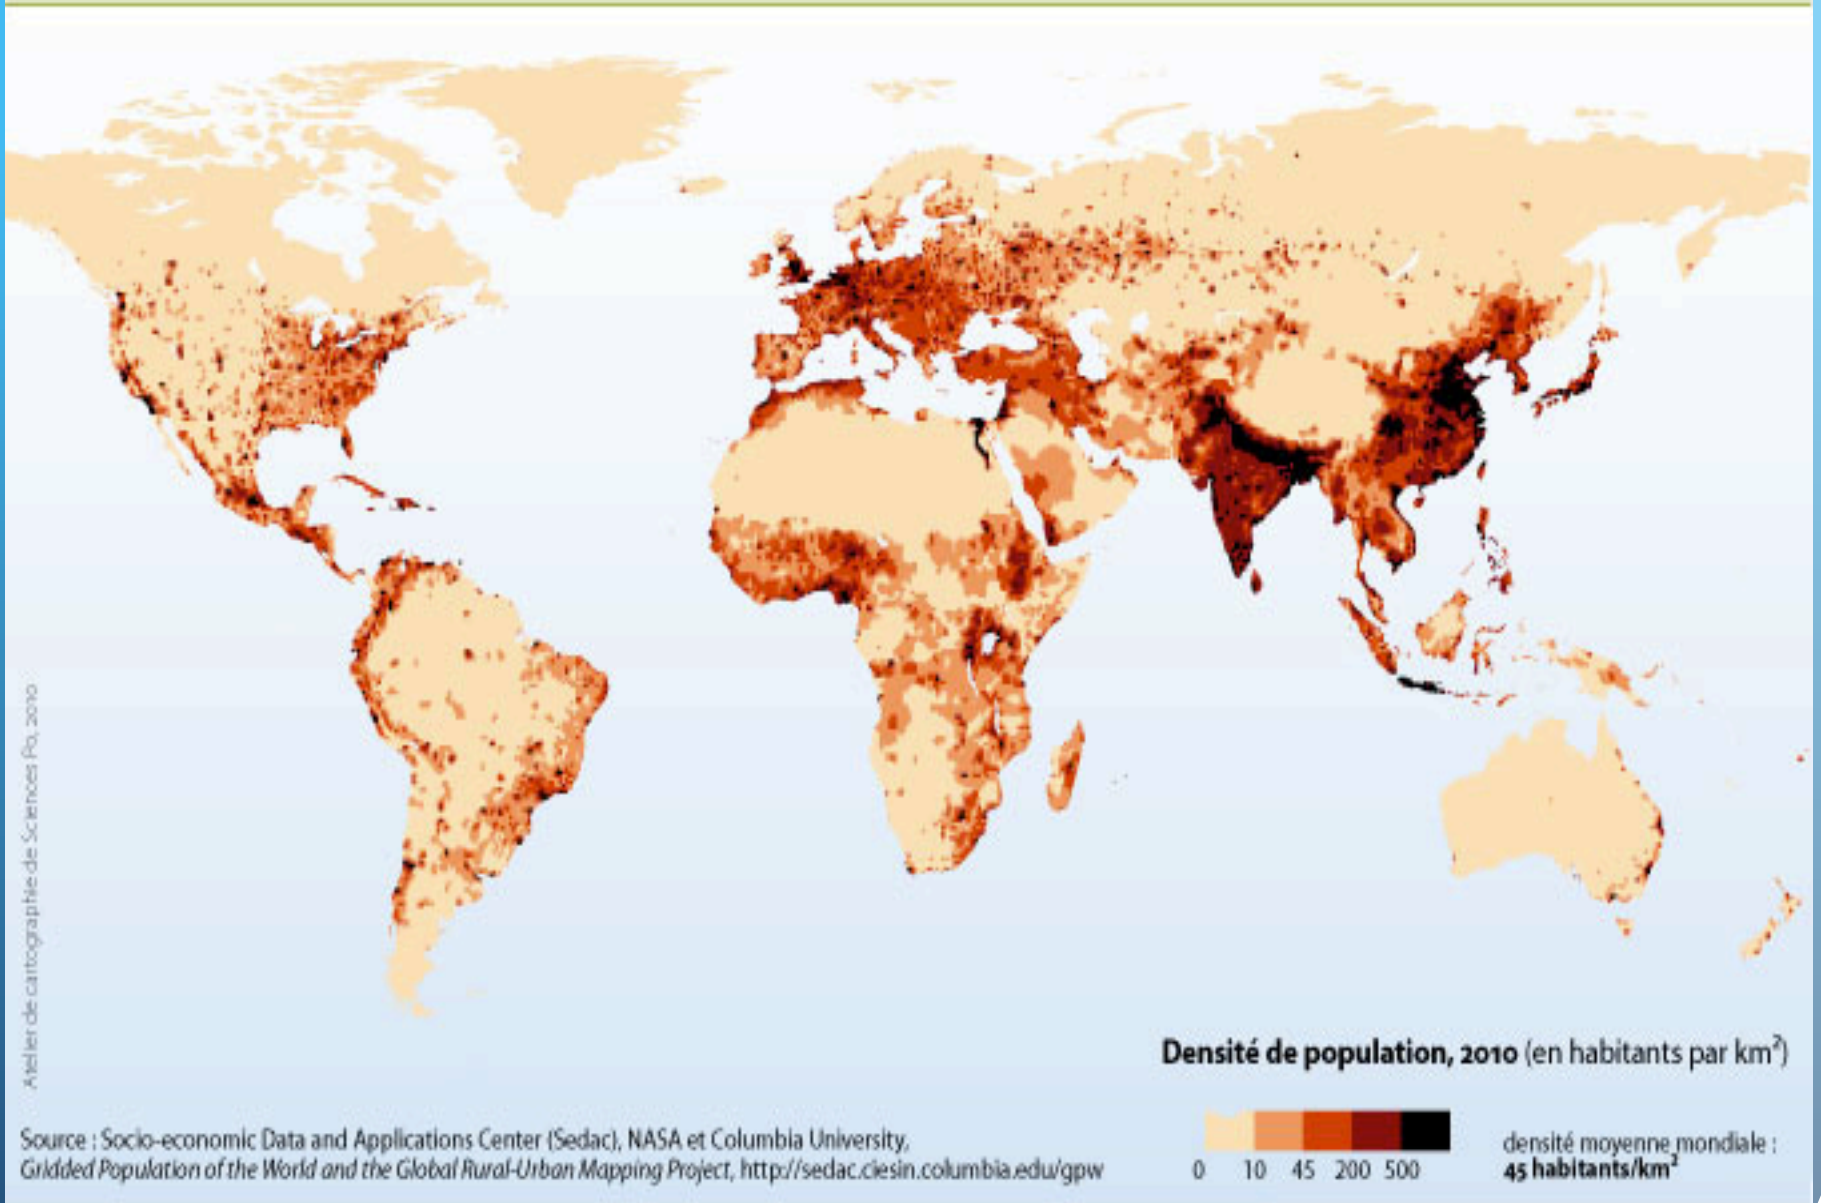 Atelier de cartographie de Sciences Po, 2010
Densité de population, 2010 (en habitants par km²)
0 10 45 200 500
densité moyenne mondiale :
45 habitants/km²
Source : Socio-economic Data and Applications Center (Sedac), NASA et Columbia University,
Gridded Population of the World and the Global Rural-Urban Mapping Project, http://sedac.ciesin.columbia.edu/gpw